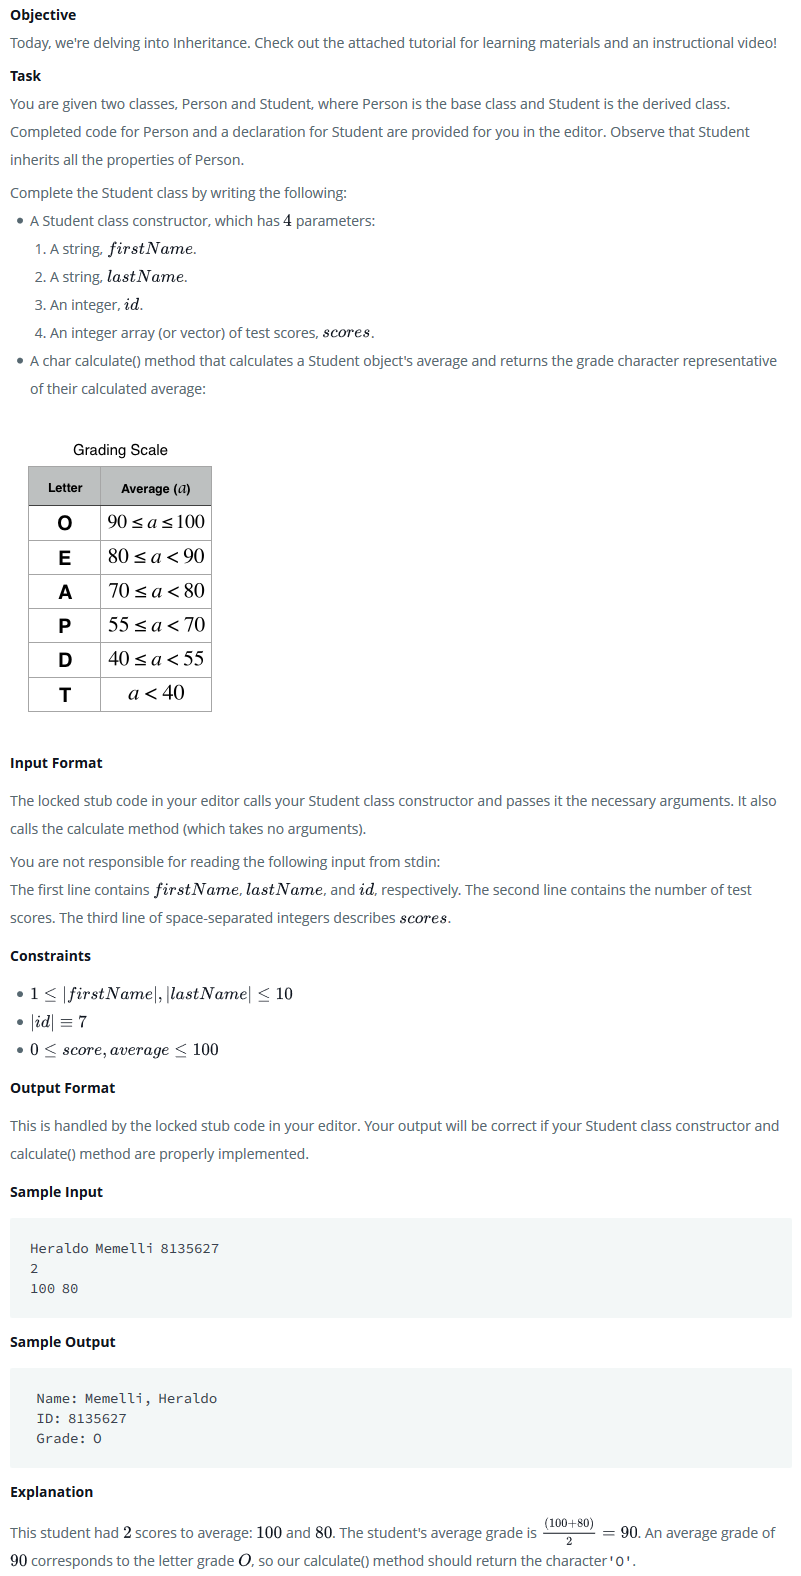 Objective
Today, we're delving into Inheritance. Check out the attached tutorial for learning materials and an instructional video!
Task
You are given two classes, Person and Student, where Person is the base class and Student is the derived class.
Completed code for Person and a declaration for Student are provided for you in the editor. Observe that Student
inherits all the properties of Person.
Complete the Student class by writing the following:
• A Student class constructor, which has 4 parameters:
1. A string, firstName.
2. A string, lastName.
3. An integer, id.
4. An integer array (or vector) of test scores, scores.
• A char calculate() method that calculates a Student object's average and returns the grade character representative
of their calculated average:
Grading Scale
Letter Average (a)
O 90 ≤ a ≤ 100
E 80 ≤ a < 90
A 70 ≤ a < 80
P 55 ≤ a < 70
D 40 ≤ a < 55
T a < 40
Input Format
The locked stub code in your editor calls your Student class constructor and passes it the necessary arguments. It also
calls the calculate method (which takes no arguments).
You are not responsible for reading the following input from stdin:
The first line contains firstName, lastName, and id, respectively. The second line contains the number of test
scores. The third line of space-separated integers describes scores.
Constraints
• 1 ≤ |firstName|, |lastName| ≤ 10
• |id| ≡ 7
• 0 ≤ score, average ≤ 100
Output Format
This is handled by the locked stub code in your editor. Your output will be correct if your Student class constructor and
calculate() method are properly implemented.
Sample Input
Heraldo Memelli 8135627
2
100 80
Sample Output
Name: Memelli, Heraldo
ID: 8135627
Grade: O
Explanation
This student had 2 scores to average: 100 and 80. The student's average grade is (100+80)/2 = 90. An average grade of
90 corresponds to the letter grade O, so our calculate() method should return the character'O'.